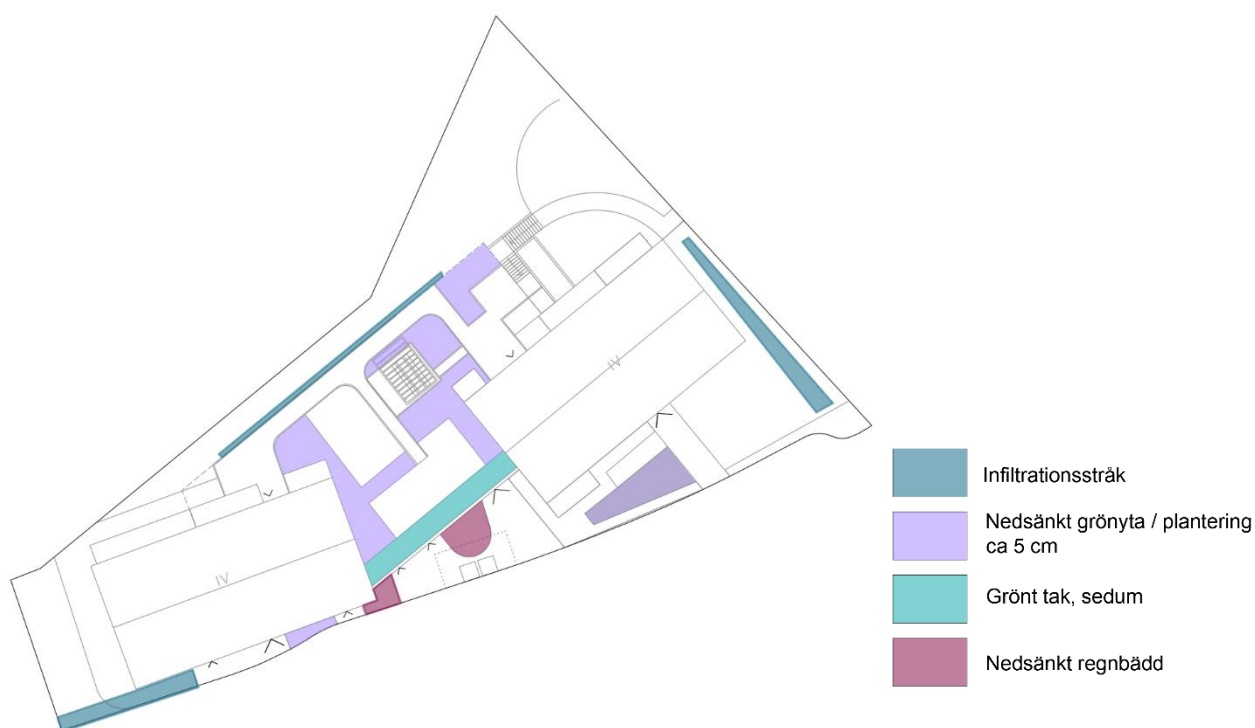 IV
IV
Infiltrationsstråk
Nedsänkt grönyta / plantering
ca 5 cm
Grönt tak, sedum
Nedsänkt regnbädd